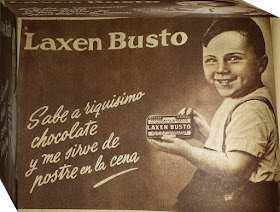 Laxen Busto
Sabe a riquisimo
chocolate
y me sirve de
postre en la cena
LAXEN BUSTO